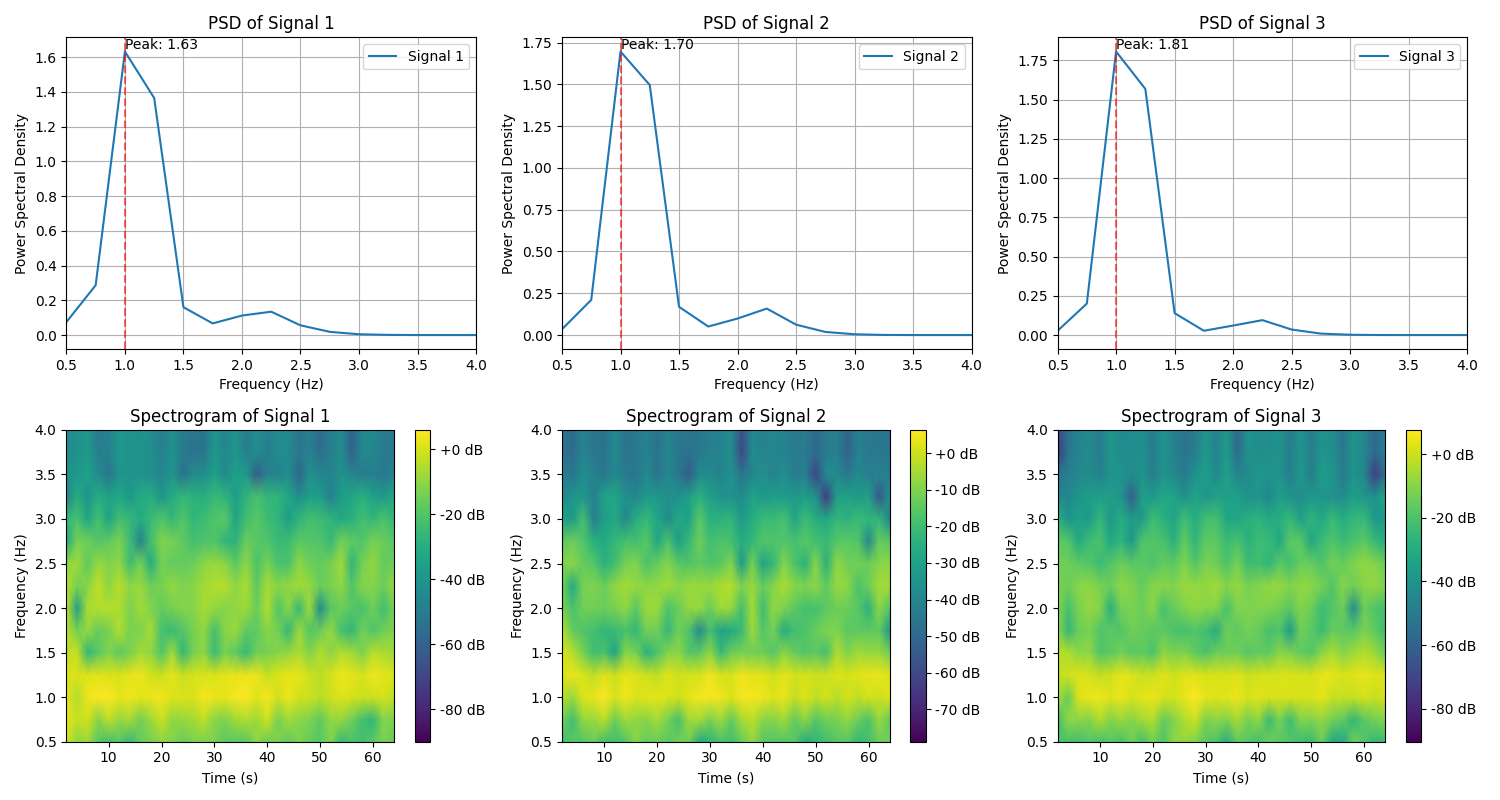 PSD of Signal 1
Peak: 1.63
Signal 1
Power Spectral Density
1.6
1.4
1.2
1.0
0.8
0.6
0.4
0.2
0.0
0.5 1.0 1.5 2.0 2.5 3.0 3.5 4.0
Frequency (Hz)
PSD of Signal 2
Peak: 1.70
Signal 2
Power Spectral Density
1.75
1.50
1.25
1.00
0.75
0.50
0.25
0.00
0.5 1.0 1.5 2.0 2.5 3.0 3.5 4.0
Frequency (Hz)
PSD of Signal 3
Peak: 1.81
Signal 3
Power Spectral Density
1.75
1.50
1.25
1.00
0.75
0.50
0.25
0.00
0.5 1.0 1.5 2.0 2.5 3.0 3.5 4.0
Frequency (Hz)
Spectrogram of Signal 1
Frequency (Hz)
4.0
3.5
3.0
2.5
2.0
1.5
1.0
0.5
10 20 30 40 50 60
Time (s)
+0 dB
-20 dB
-40 dB
-60 dB
-80 dB
Spectrogram of Signal 2
Frequency (Hz)
4.0
3.5
3.0
2.5
2.0
1.5
1.0
0.5
10 20 30 40 50 60
Time (s)
+0 dB
-10 dB
-20 dB
-30 dB
-40 dB
-50 dB
-60 dB
-70 dB
Spectrogram of Signal 3
Frequency (Hz)
4.0
3.5
3.0
2.5
2.0
1.5
1.0
0.5
10 20 30 40 50 60
Time (s)
+0 dB
-20 dB
-40 dB
-60 dB
-80 dB